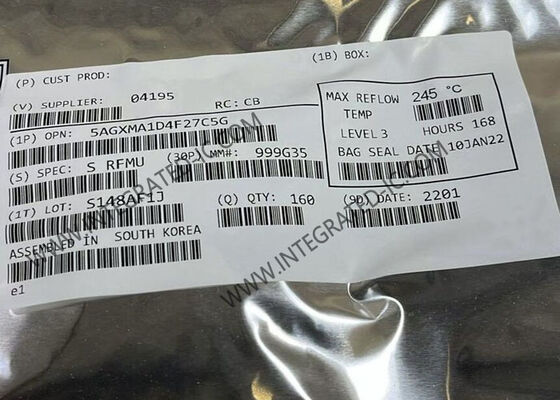 (P) CUST PROD:
(1B) BOX:
(V) SUPPLIER: 04195 RC: CB
(1P) OPN: 5AGXMA1D4F27C5G
(S) SPEC: S RFMU (30P) MM#: 999G35
(1T) LOT: S148AF1J (Q) QTY: 160 (9D) DATE: 2201
ASSEMBLED IN SOUTH KOREA
e1
MAX REFLOW 245 °C
TEMP
LEVEL 3 HOURS 168
BAG SEAL DATE 10JAN22
WWW.INTEGRATED-IC.COM
WWW.INTEGRATED-IC.COM